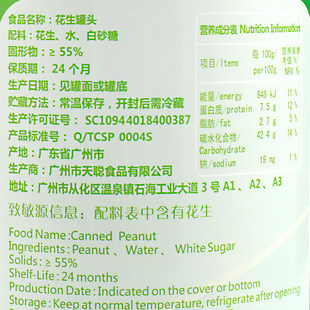 食品名称: 花生罐头
配料: 花生、水、白砂糖
固形物: ≥ 55%
保质期: 24 个月
生产日期: 见罐面或罐底
贮藏方法: 常温保存，开封后需冷藏
生产许可证号: SC10944018400387
产品标准号: Q/TCSP 0004S
产地: 广东省广州市
生产商: 广州市天聪食品有限公司
地址: 广州市从化区温泉镇石海工业大道 3 号 A1 、A2 、A3
致敏源信息: 配料表中含有花生
Food Name:Canned Peanut
Ingredients: Peanut 、Water 、White Sugar
Solids: ≥ 55%
Shelf-Life: 24 months
Production Date: Indicated on the cover or bottom
Storage: Keep at normal temperature, refrigerate after opening
营养成分表 Nutrition Information
项目/Items 每 100g/ per100g NRV %
能量/energy 948 kJ 11 %
蛋白质/protein 7.5 g 12 %
脂肪/fat 2.7 g 5 %
碳水化合物/ Carbohydrate 42.4 g 14 %
钠/sodium 19 mg 1 %